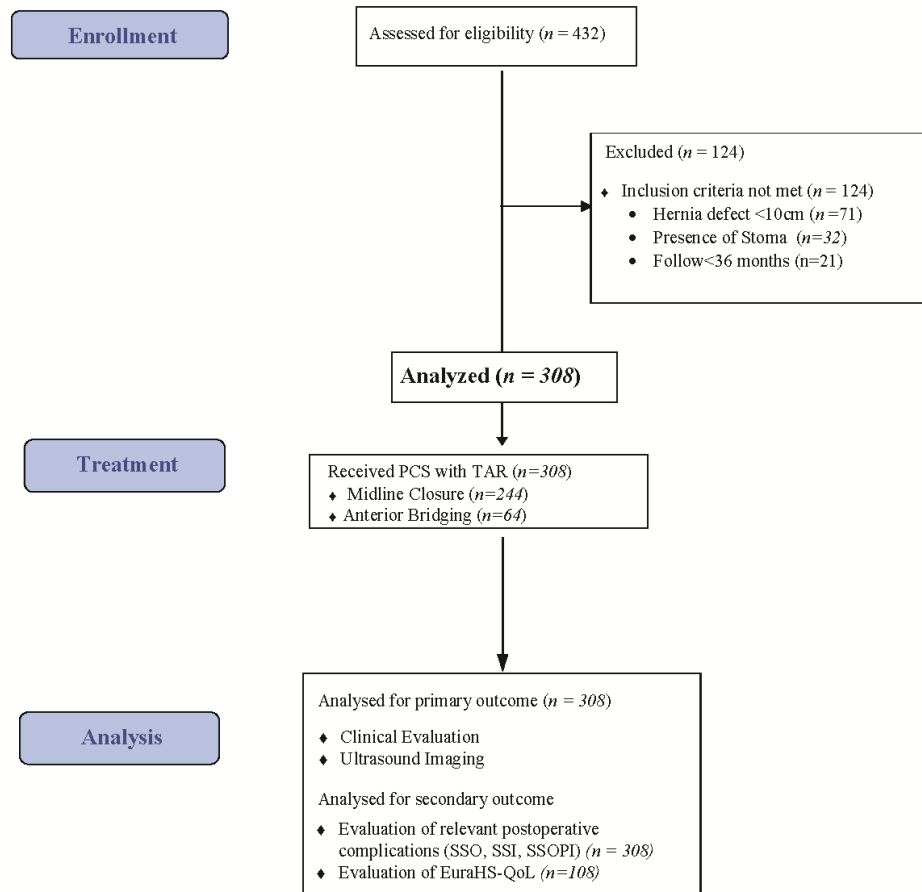 Enrollment
Assessed for eligibility (n = 432)
Excluded (n = 124)
♦ Inclusion criteria not met (n = 124)
• Hernia defect <10cm (n=71)
• Presence of Stoma (n=32)
• Follow<36 months (n=21)
Analyzed (n = 308)
Treatment
Received PCS with TAR (n=308)
♦ Midline Closure (n=244)
♦ Anterior Bridging (n=64)
Analysis
Analysed for primary outcome (n = 308)
♦ Clinical Evaluation
♦ Ultrasound Imaging
Analysed for secondary outcome
♦ Evaluation of relevant postoperative
complications (SSO, SSI, SSOPI) (n = 308)
♦ Evaluation of EuraHS-QoL (n=108)